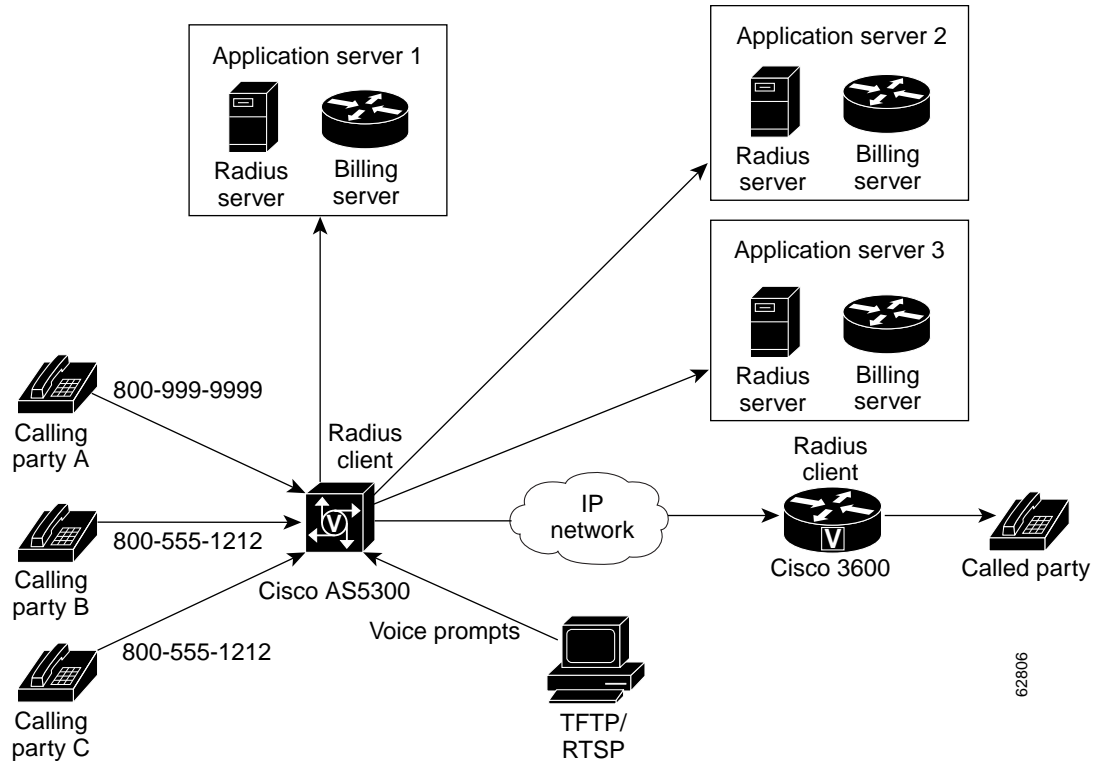 Application server 1
Radius
server
Billing
server
Application server 2
Radius
server
Billing
server
Application server 3
Radius
server
Billing
server
800-999-9999
Calling
party A
Radius
client
V
800-555-1212
Calling
party B
Cisco AS5300
IP
network
Radius
client
V
Cisco 3600
Called party
800-555-1212
Calling
party C
Voice prompts
TFTP/
RTSP
62806